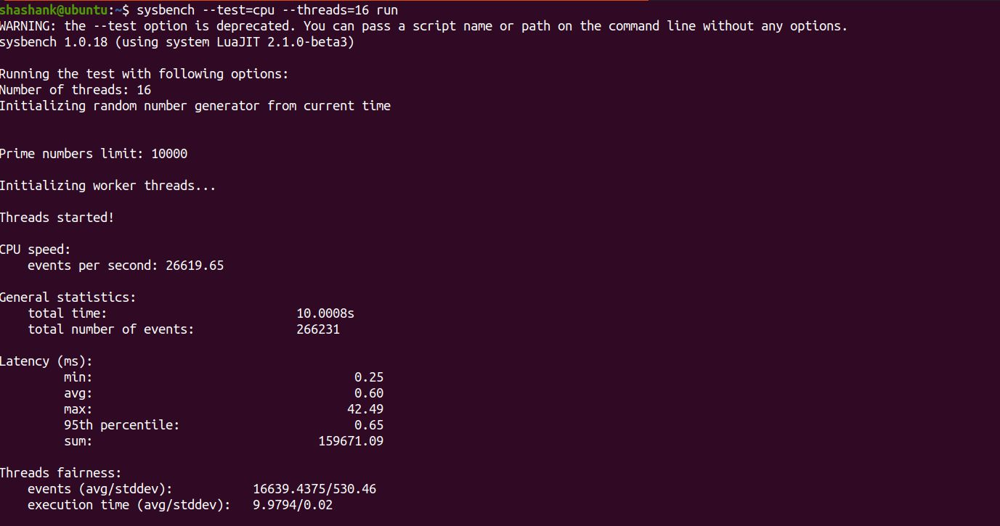 shashank@ubuntu:~$ sysbench --test=cpu --threads=16 run
WARNING: the --test option is deprecated. You can pass a script name or path on the command line without any options.
sysbench 1.0.18 (using system LuaJIT 2.1.0-beta3)
Running the test with following options:
Number of threads: 16
Initializing random number generator from current time
Prime numbers limit: 10000
Initializing worker threads...
Threads started!
CPU speed:
events per second: 26619.65
General statistics:
total time: 10.0008s
total number of events: 266231
Latency (ms):
min: 0.25
avg: 0.60
max: 42.49
95th percentile: 0.65
sum: 159671.09
Threads fairness:
events (avg/stddev): 16639.4375/530.46
execution time (avg/stddev): 9.9794/0.02